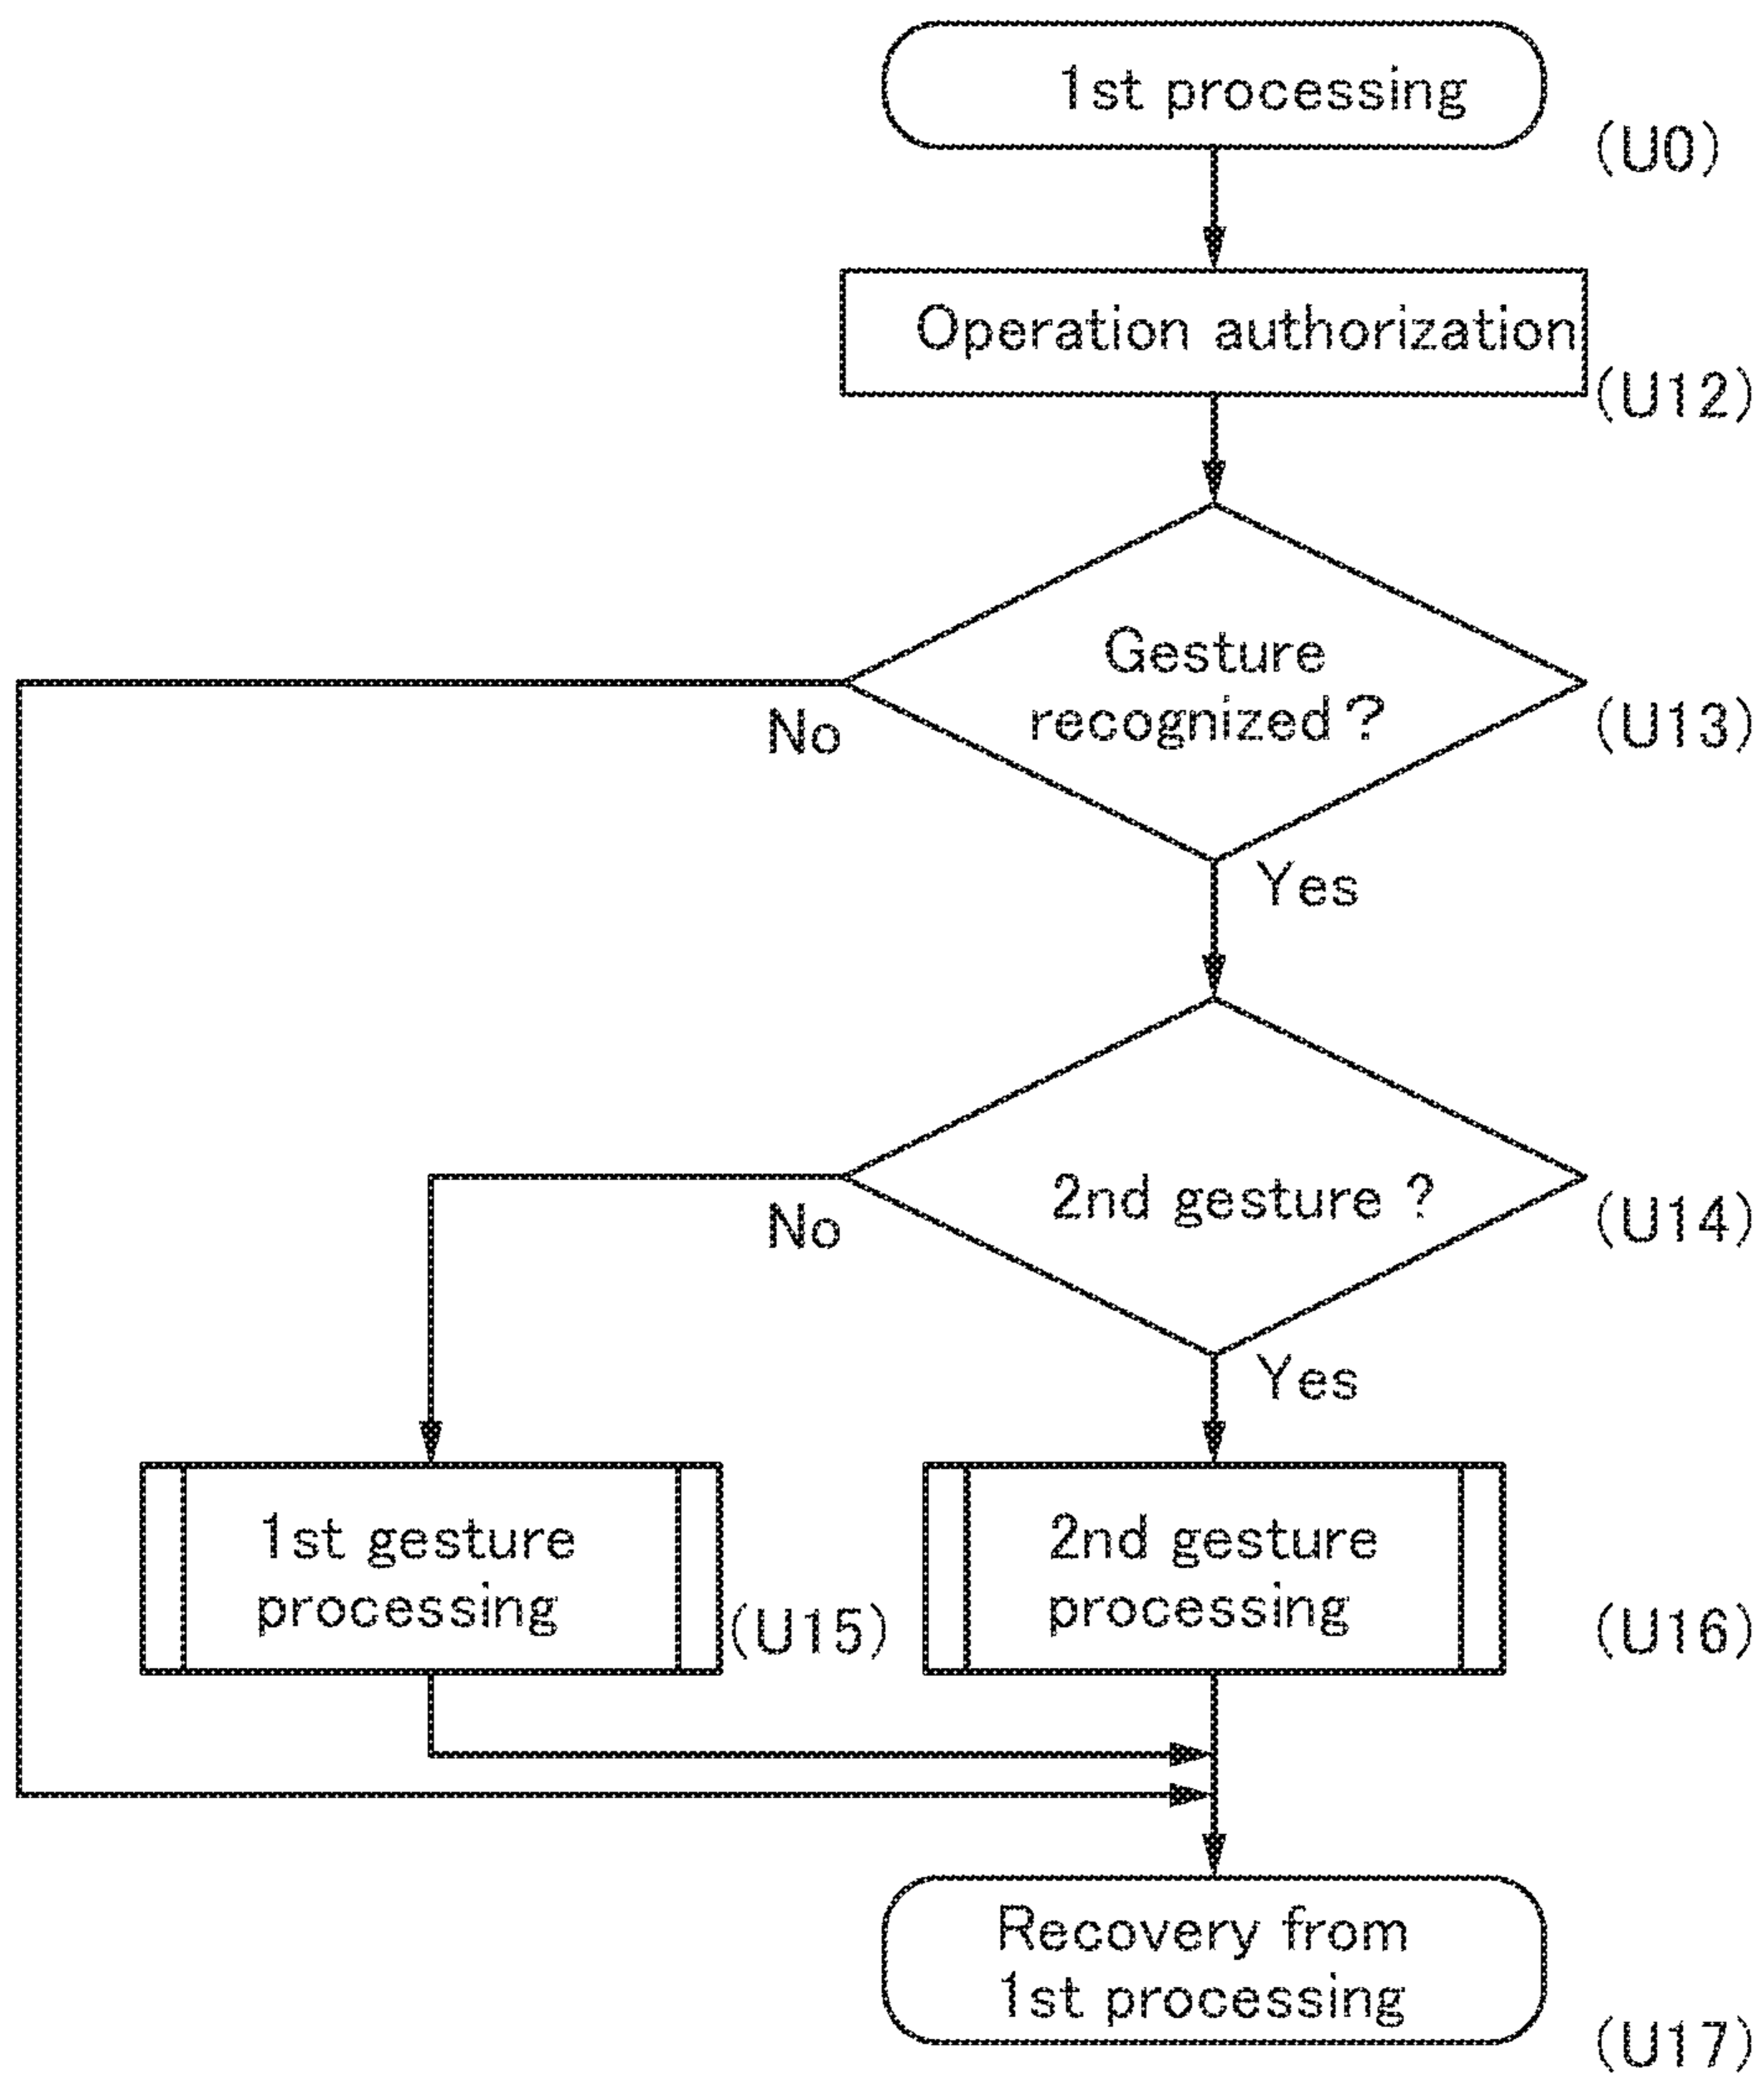 1st processing
(U0)
Operation authorization
(U12)
Gesture
recognized ?
(U13)
No
Yes
2nd gesture ?
(U14)
No
Yes
1st gesture
processing
(U15)
2nd gesture
processing
(U16)
Recovery from
1st processing
(U17)